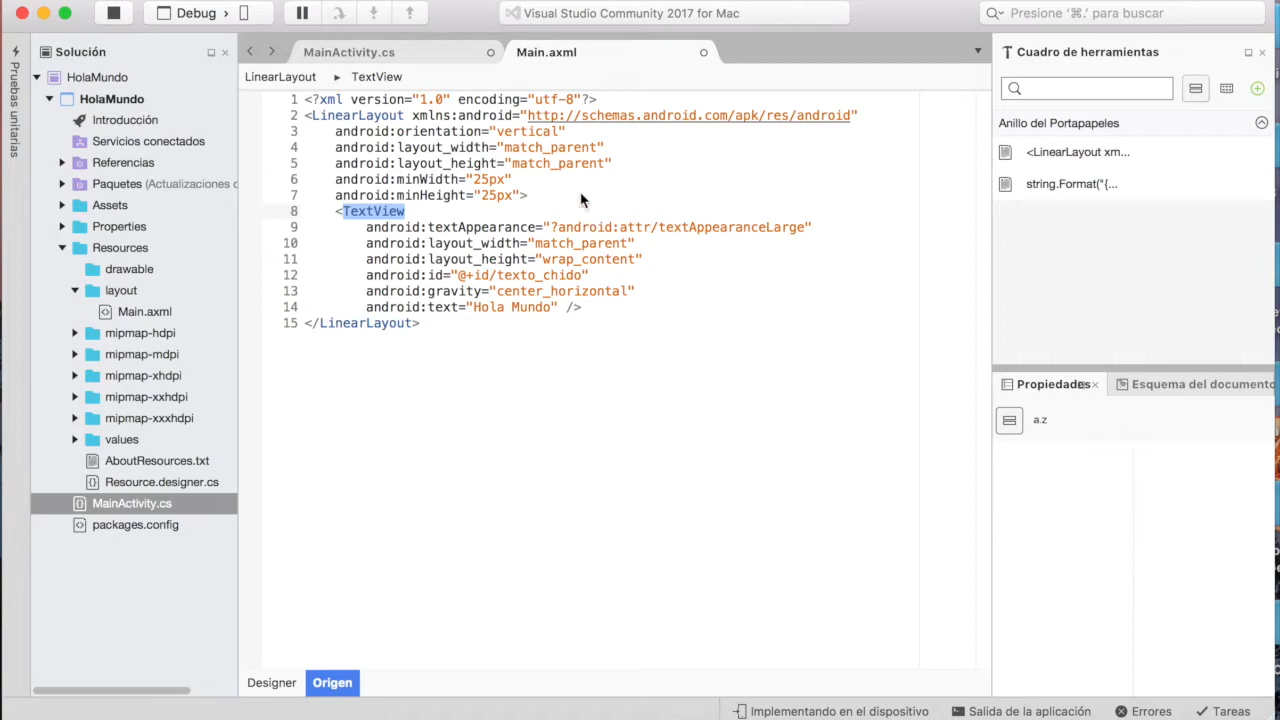 Debug
Visual Studio Community 2017 for Mac
Presione '⌘.' para buscar
Pruebas unitarias
Solución
HolaMundo
HolaMundo
Introducción
Servicios conectados
Referencias
Paquetes (Actualizaciones
Assets
Properties
Resources
drawable
layout
Main.axml
mipmap-hdpi
mipmap-mdpi
mipmap-xhdpi
mipmap-xxhdpi
mipmap-xxxhdpi
values
AboutResources.txt
Resource.designer.cs
MainActivity.cs
packages.config
MainActivity.cs
Main.axml
LinearLayout ▸ TextView
1 <?xml version="1.0" encoding="utf-8"?>
2 <LinearLayout xmlns:android="http://schemas.android.com/apk/res/android"
3 android:orientation="vertical"
4 android:layout_width="match_parent"
5 android:layout_height="match_parent"
6 android:minWidth="25px"
7 android:minHeight="25px">
8 <TextView
9 android:textAppearance="?android:attr/textAppearanceLarge"
10 android:layout_width="match_parent"
11 android:layout_height="wrap_content"
12 android:id="@+id/texto_chido"
13 android:gravity="center_horizontal"
14 android:text="Hola Mundo" />
15 </LinearLayout>
Designer
Origen
Cuadro de herramientas
Anillo del Portapapeles
<LinearLayout xm...
string.Format("{...
Propiedades
Esquema del documento
a.z
Implementando en el dispositivo
Salida de la aplicación
Errores
Tareas